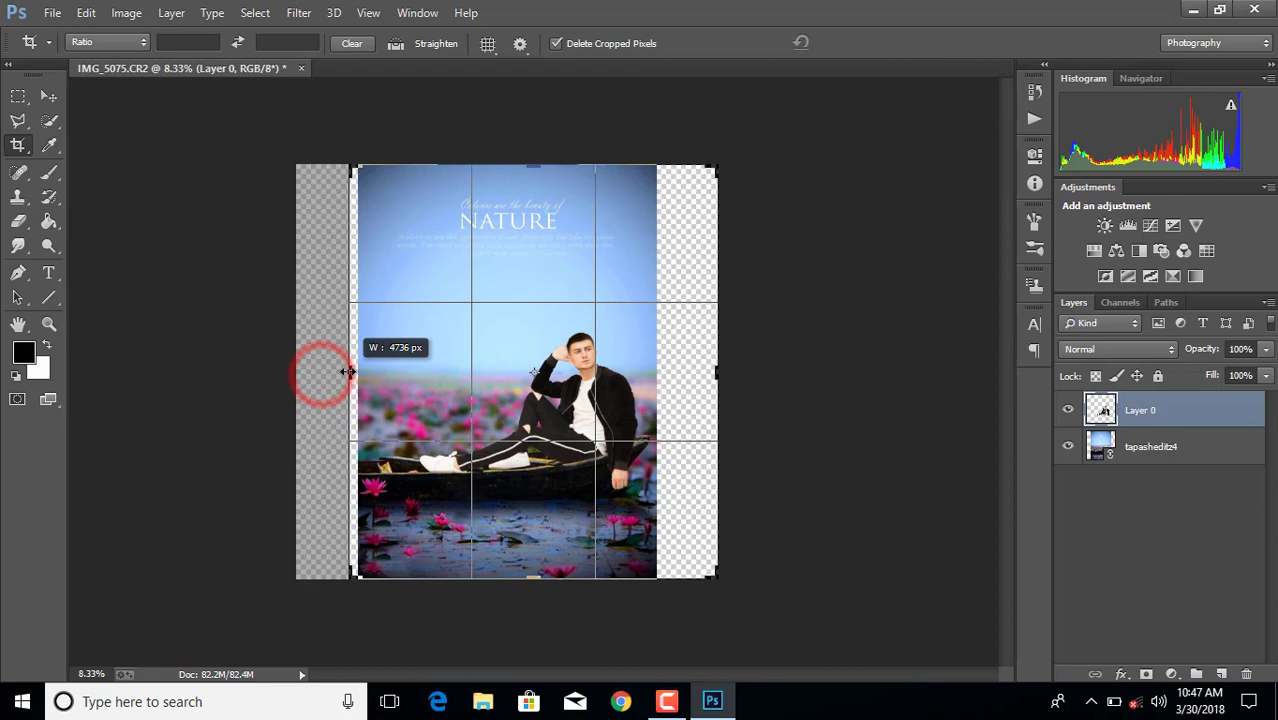 Ps File Edit Image Layer Type Select Filter 3D View Window Help
Ratio Clear Straighten Delete Cropped Pixels Photography
IMG_5075.CR2 @ 8.33% (Layer 0, RGB/8*) *
Histogram Navigator
Adjustments
Add an adjustment
Layers Channels Paths
Kind
Normal Opacity: 100%
Lock: Fill: 100%
Layer 0
tapasheditz4
Colours are the beauty of
NATURE
W : 4736 px
8.33% Doc: 82.2M/82.4M
Type here to search
Ps
10:47 AM
3/30/2018